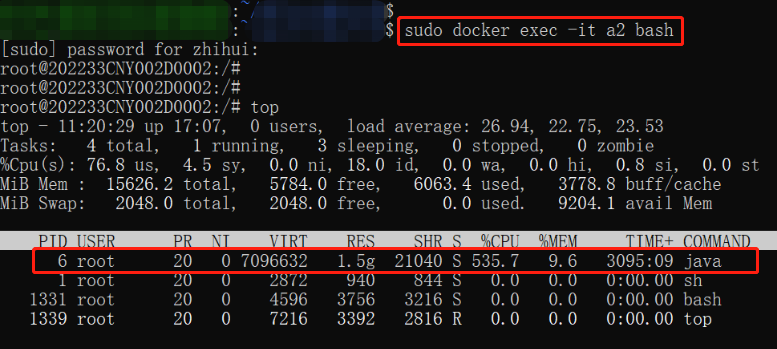 :~/ $
: $ sudo docker exec -it a2 bash
[sudo] password for zhihui:
root@202233CNY002D0002:/#
root@202233CNY002D0002:/#
root@202233CNY002D0002:/# top
top - 11:20:29 up 17:07,  0 users,  load average: 26.94, 22.75, 23.53
Tasks:   4 total,   1 running,   3 sleeping,   0 stopped,   0 zombie
%Cpu(s): 76.8 us,  4.5 sy,  0.0 ni, 18.0 id,  0.0 wa,  0.0 hi,  0.8 si,  0.0 st
MiB Mem :  15626.2 total,   5784.0 free,   6063.4 used,   3778.8 buff/cache
MiB Swap:   2048.0 total,   2048.0 free,      0.0 used.   9204.1 avail Mem
PID USER      PR  NI    VIRT    RES    SHR S  %CPU  %MEM     TIME+ COMMAND
6 root      20   0 7096632   1.5g  21040 S 535.7   9.6   3095:09 java
1 root      20   0    2872    940    844 S   0.0   0.0   0:00.00 sh
1331 root      20   0    4596   3756   3216 S   0.0   0.0   0:00.00 bash
1339 root      20   0    7216   3392   2816 R   0.0   0.0   0:00.00 top